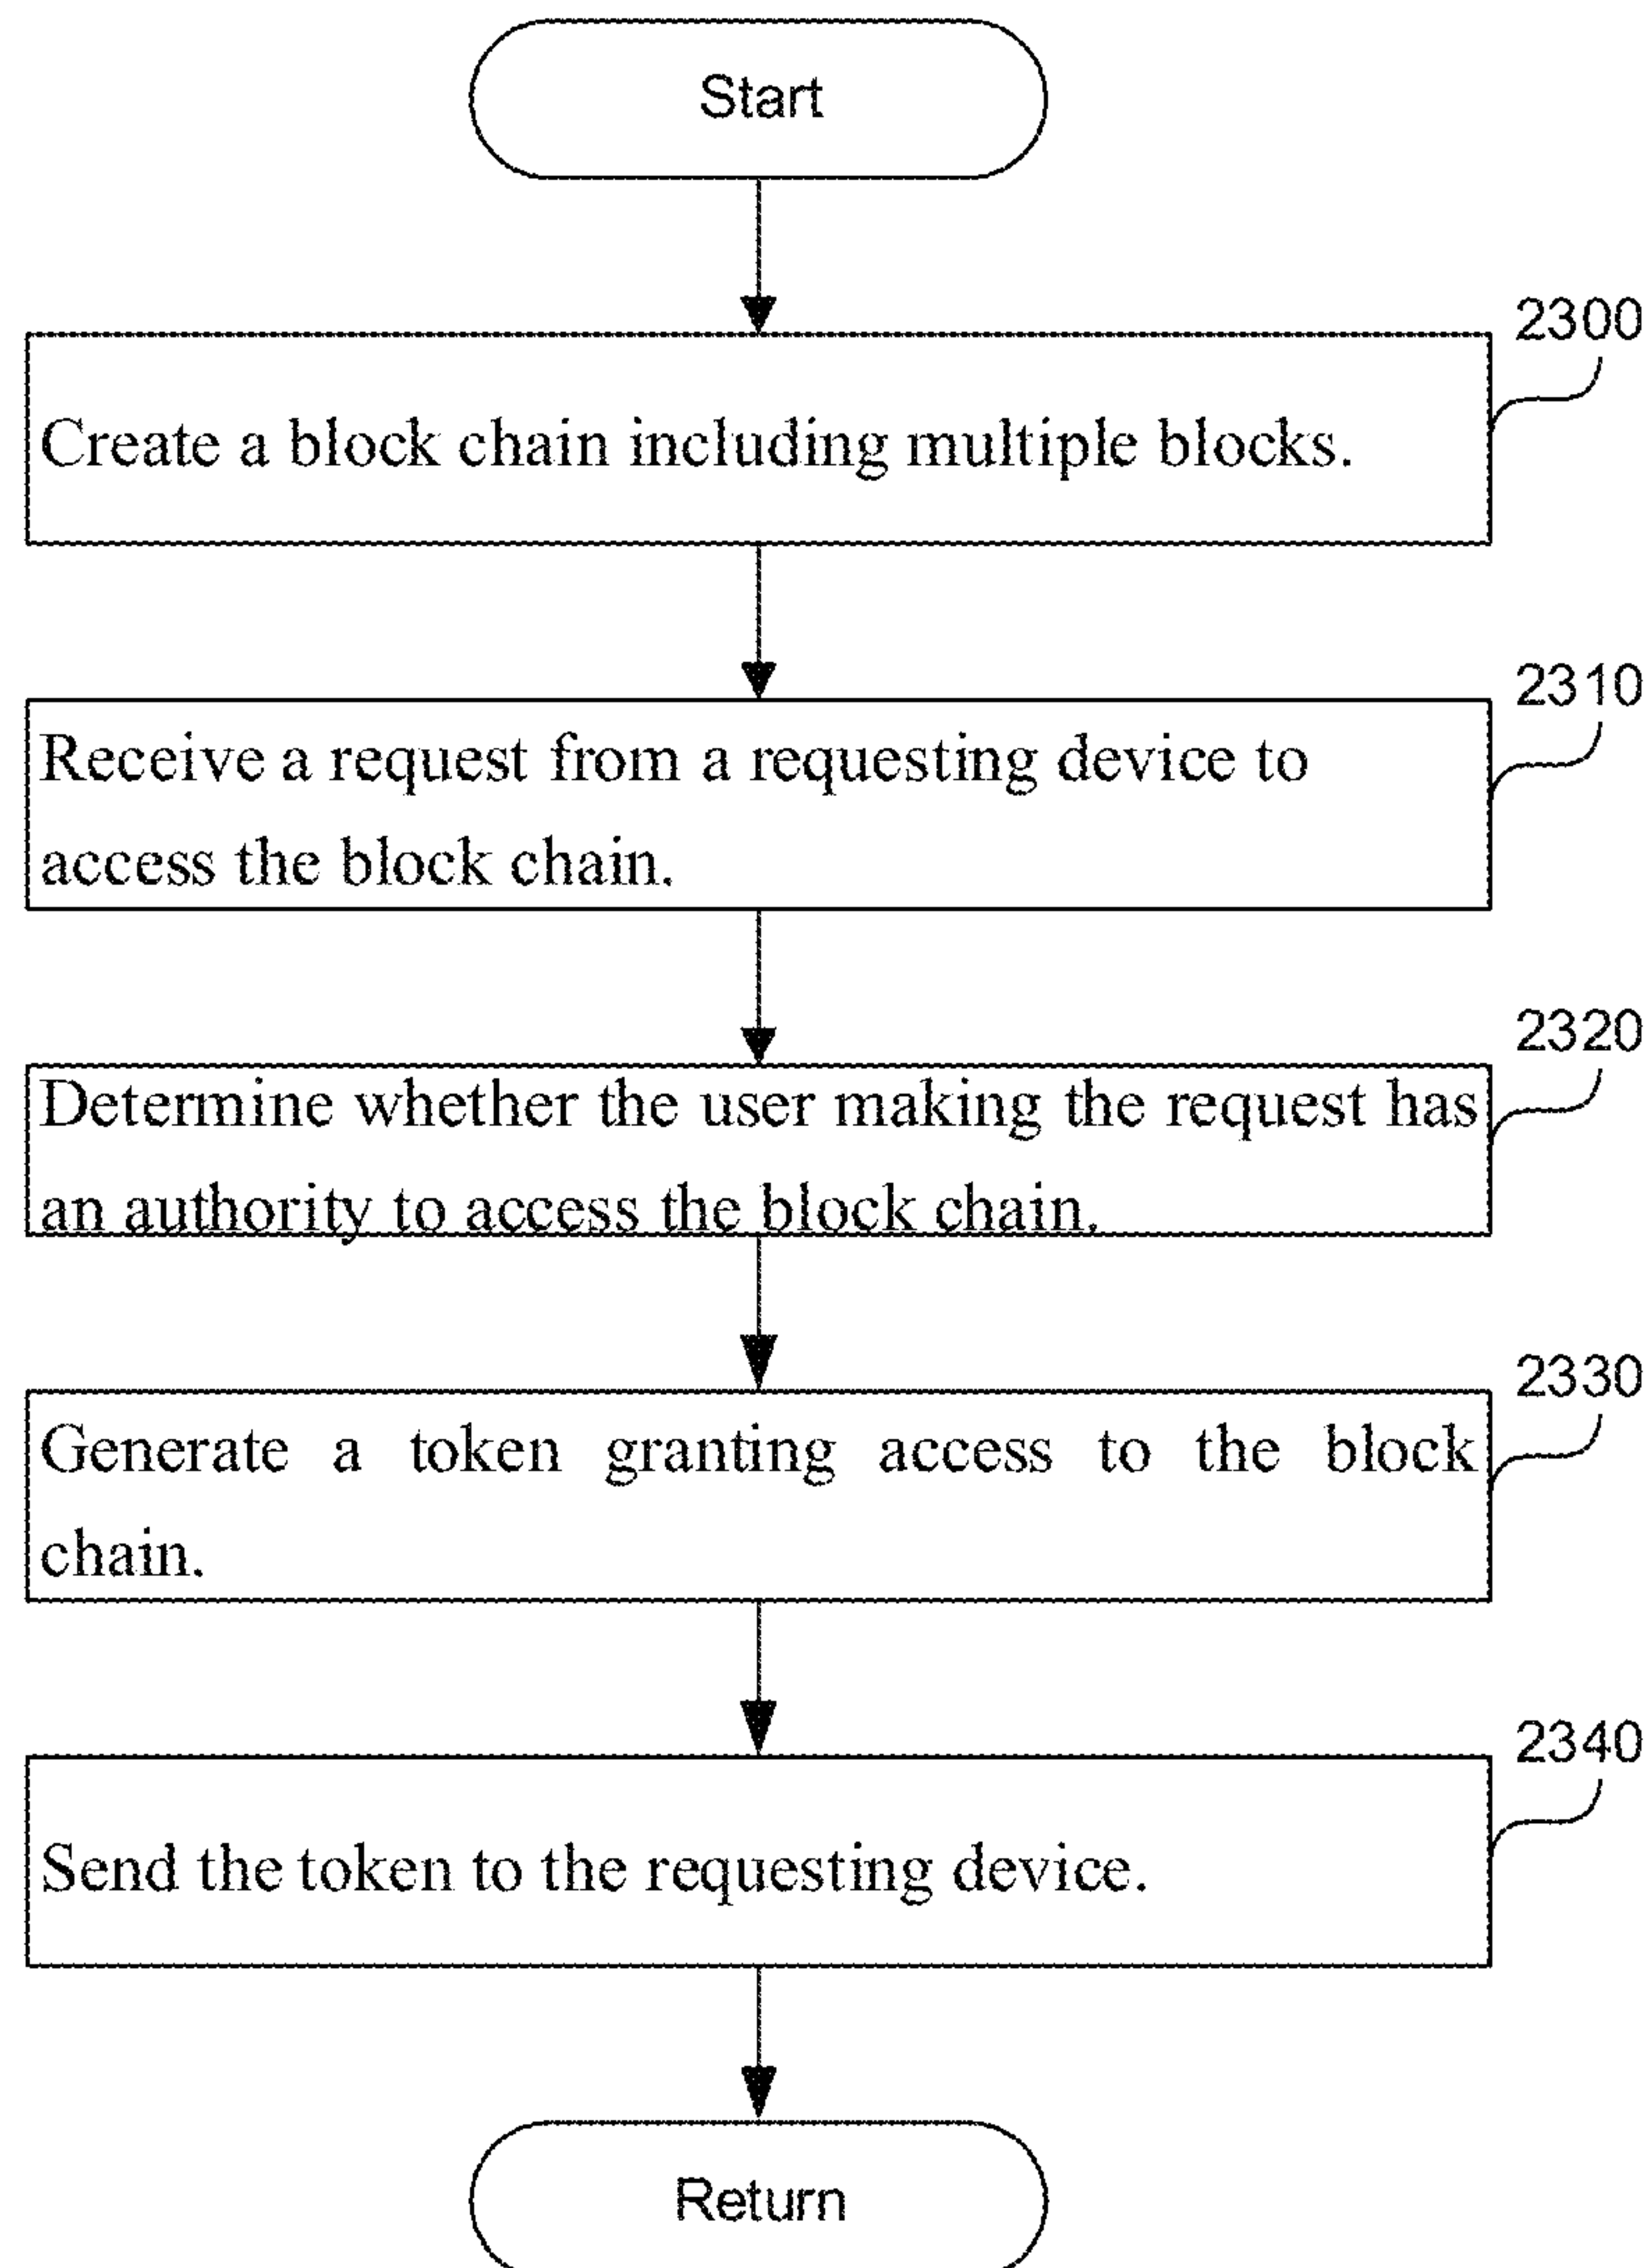 Start
2300
Create a block chain including multiple blocks.
2310
Receive a request from a requesting device to
access the block chain.
2320
Determine whether the user making the request has
an authority to access the block chain.
2330
Generate a token granting access to the block
chain.
2340
Send the token to the requesting device.
Return